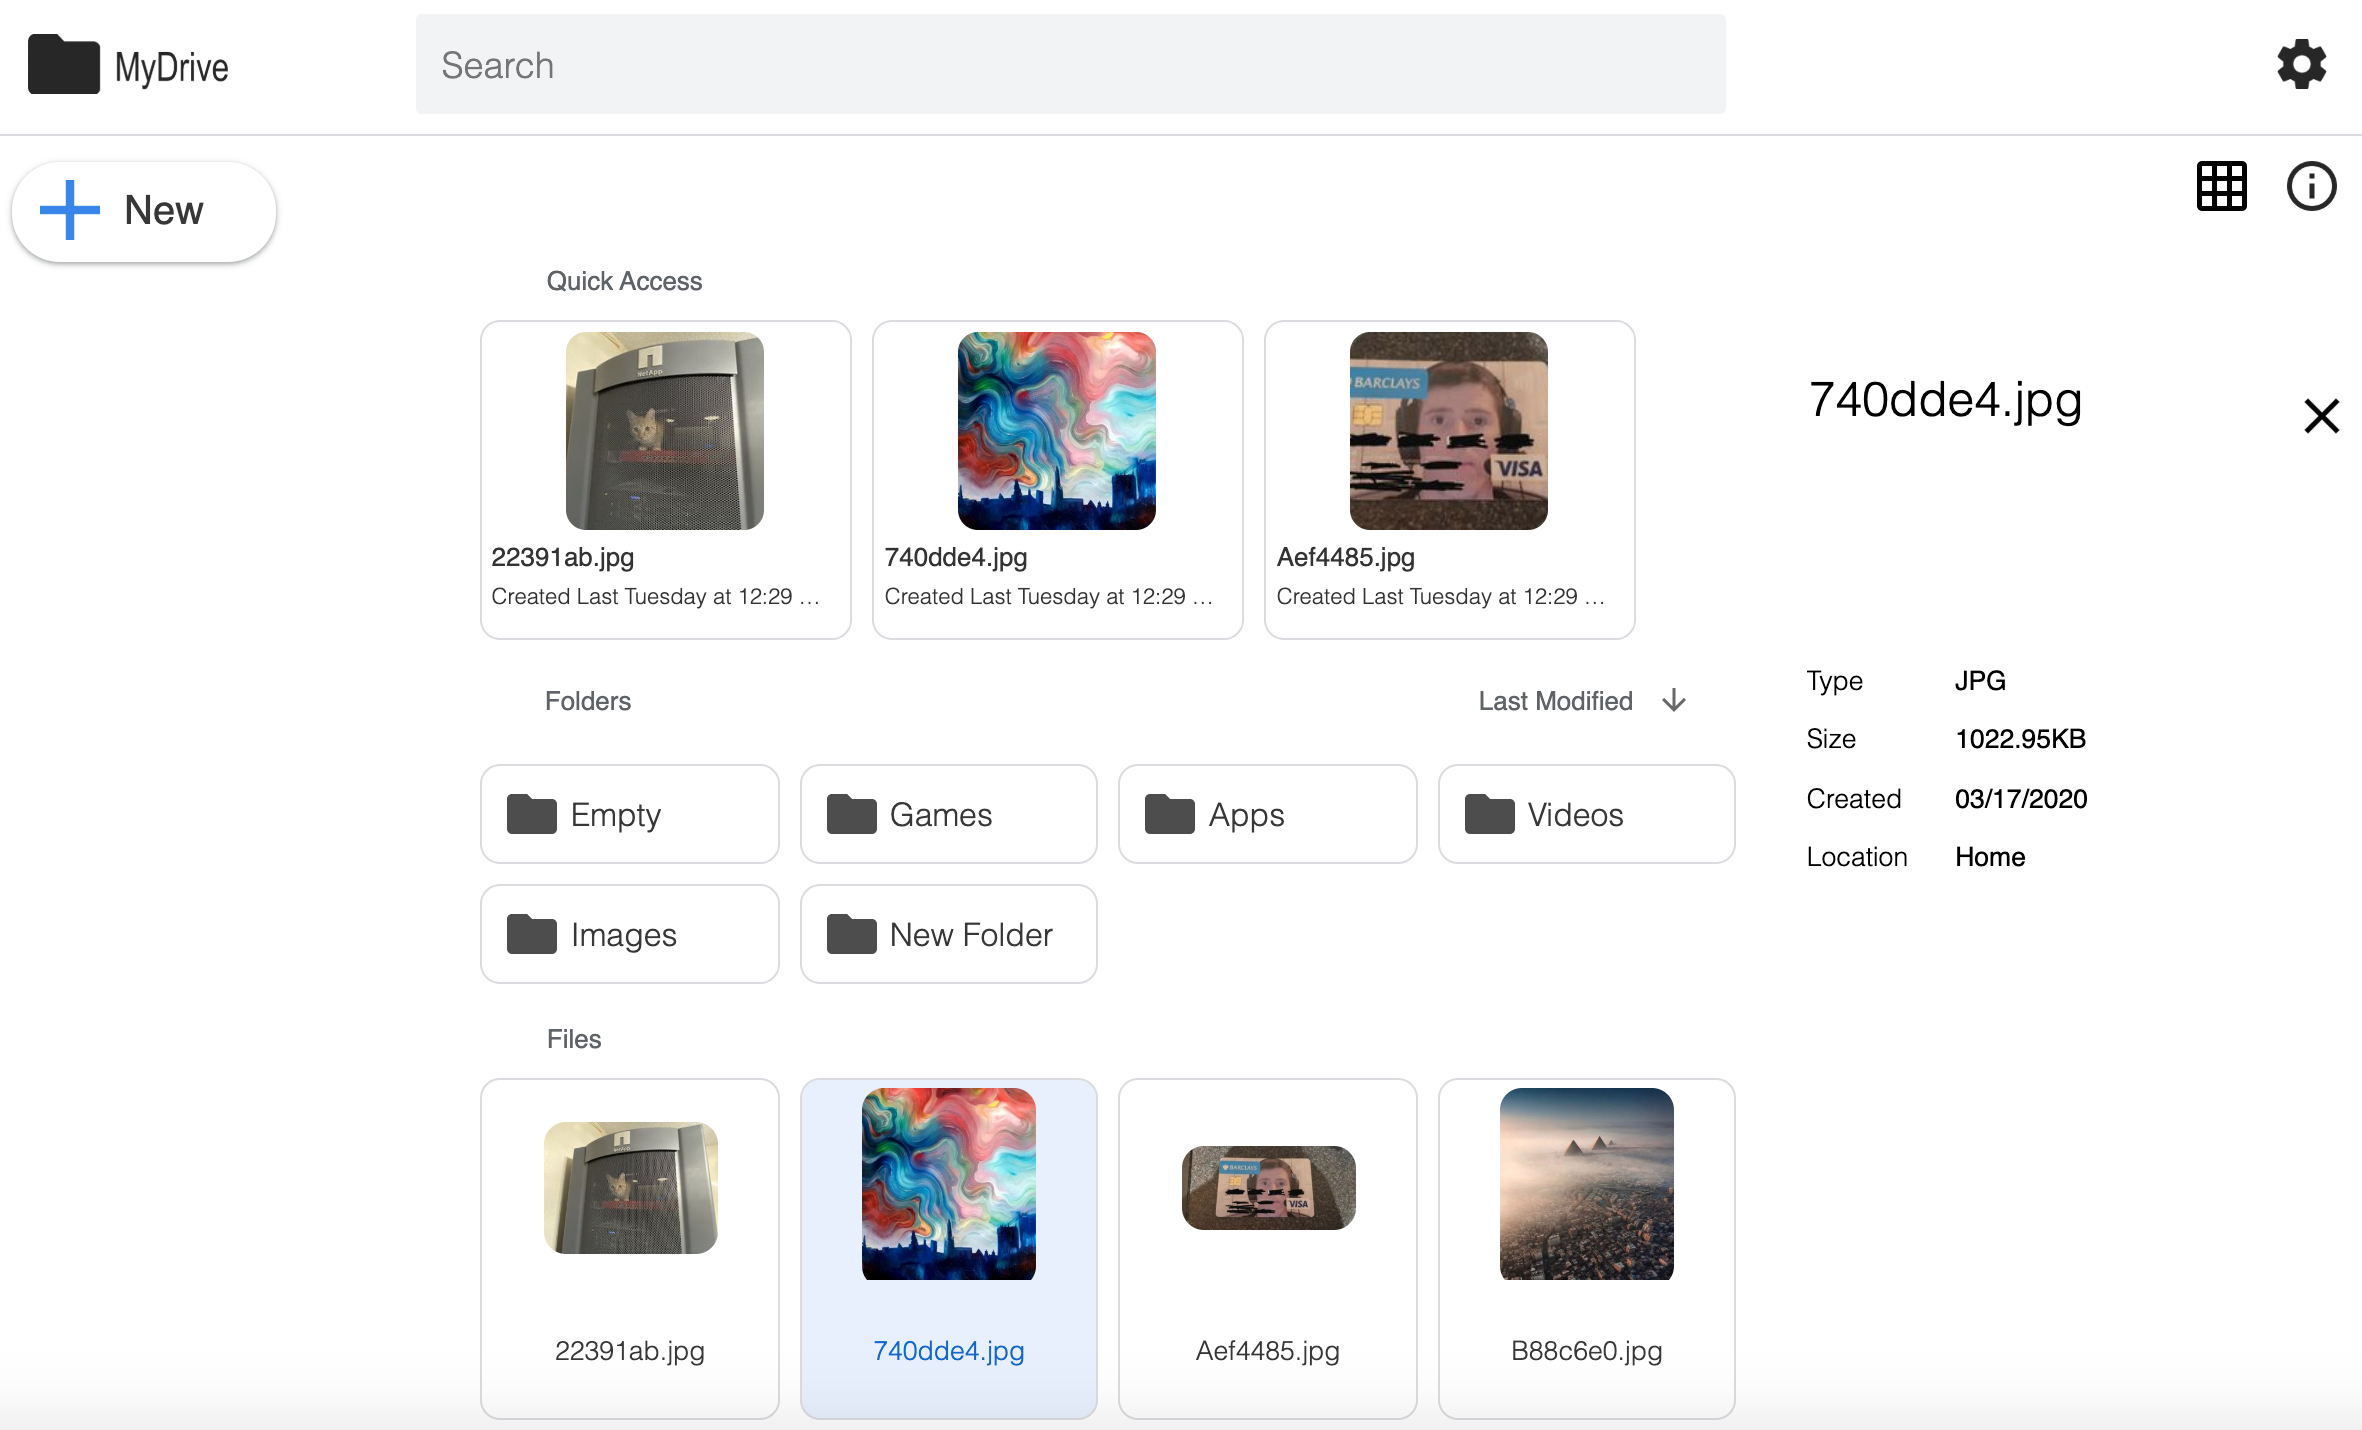 MyDrive
Search
New
Quick Access
NetApp
BARCLAYS
VISA
22391ab.jpg
Created Last Tuesday at 12:29 ...
740dde4.jpg
Created Last Tuesday at 12:29 ...
Aef4485.jpg
Created Last Tuesday at 12:29 ...
740dde4.jpg
Type JPG
Size 1022.95KB
Created 03/17/2020
Location Home
Folders
Last Modified
Empty
Games
Apps
Videos
Images
New Folder
Files
BARCLAYS
VISA
22391ab.jpg
740dde4.jpg
Aef4485.jpg
B88c6e0.jpg